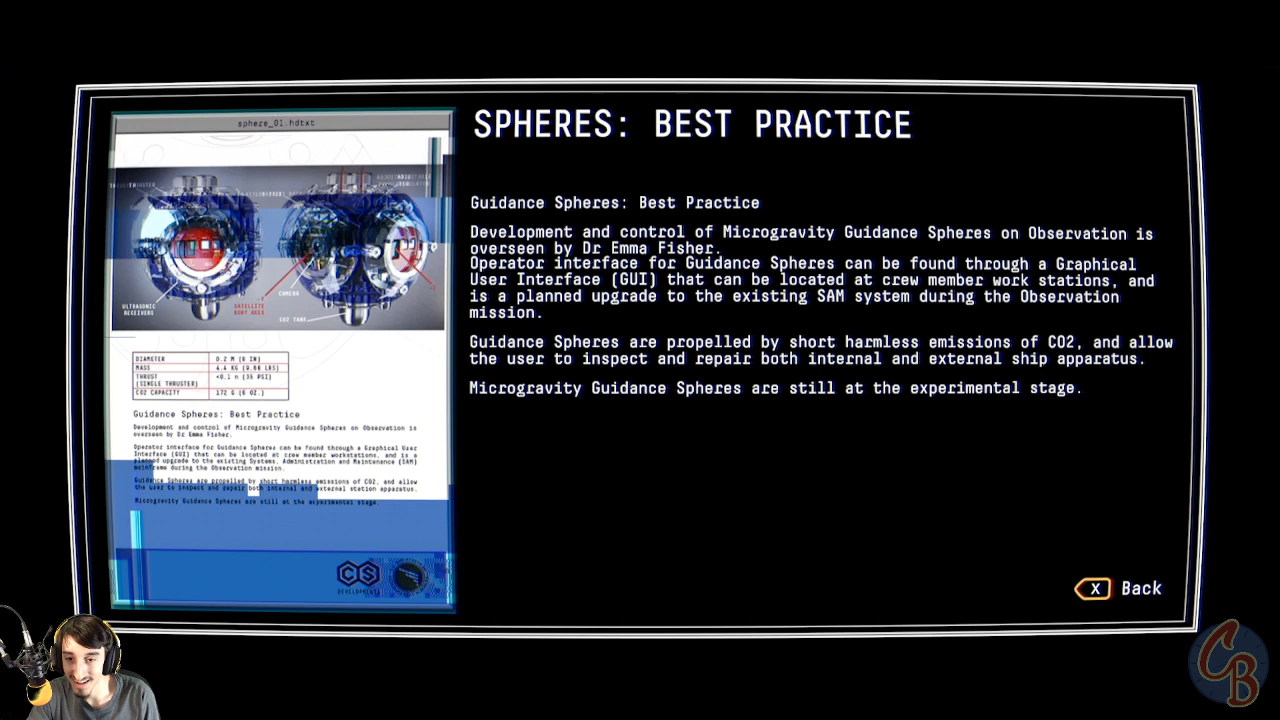 sphere_01.hdtxt
SPHERES: BEST PRACTICE
Guidance Spheres: Best Practice
Development and control of Microgravity Guidance Spheres on Observation is
overseen by Dr Emma Fisher.
Operator interface for Guidance Spheres can be found through a Graphical
User Interface (GUI) that can be located at crew member work stations, and
is a planned upgrade to the existing SAM system during the Observation
mission.
Guidance Spheres are propelled by short harmless emissions of CO2, and allow
the user to inspect and repair both internal and external ship apparatus.
Microgravity Guidance Spheres are still at the experimental stage.
ULTRASONIC
RECEIVERS
SATELLITE
BODY AXES
CAMERA
CO2 TANK
DIAMETER 0.2 M (8 IN)
MASS
THRUST
(SINGLE THRUSTER)
CO2 CAPACITY 172 G (6 OZ.)
Guidance Spheres: Best Practice
Development and control of Microgravity Guidance Spheres on Observation is
overseen by Dr Emma Fisher.
Operator interface for Guidance Spheres can be found through a Graphical User
Interface (GUI) that can be located at crew member workstations, and is a
planned upgrade to the existing Systems, Administration and Maintenance (SAM)
mainframe during the Observation mission.
Guidance Spheres are propelled by short harmless emissions of CO2, and allow
the user to inspect and repair both internal and external station apparatus.
Microgravity Guidance Spheres are still at the experimental stage.
CS
DEVELOPMENTS
X Back
CB